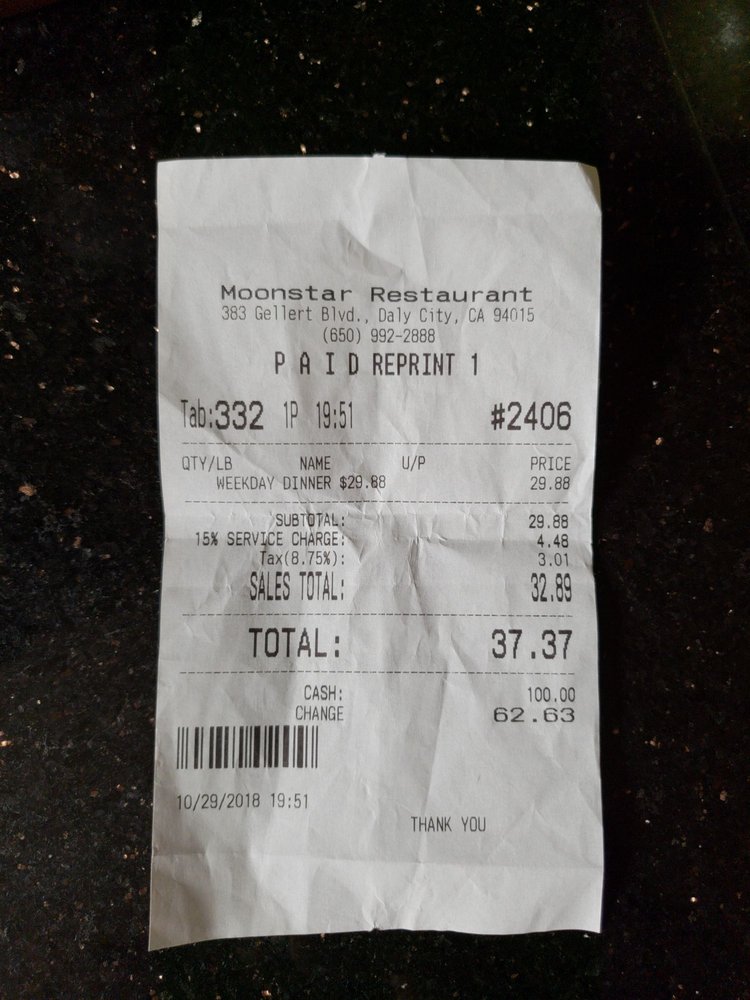 Moonstar Restaurant
383 Gellert Blvd., Daly City, CA 94015
(650) 992-2888
P A I D REPRINT 1
Tab:332 1P 19:51 #2406
QTY/LB NAME U/P PRICE
WEEKDAY DINNER $29.88 29.88
SUBTOTAL: 29.88
15% SERVICE CHARGE: 4.48
Tax(8.75%): 3.01
SALES TOTAL: 32.89
TOTAL: 37.37
CASH: 100.00
CHANGE 62.63
10/29/2018 19:51
THANK YOU